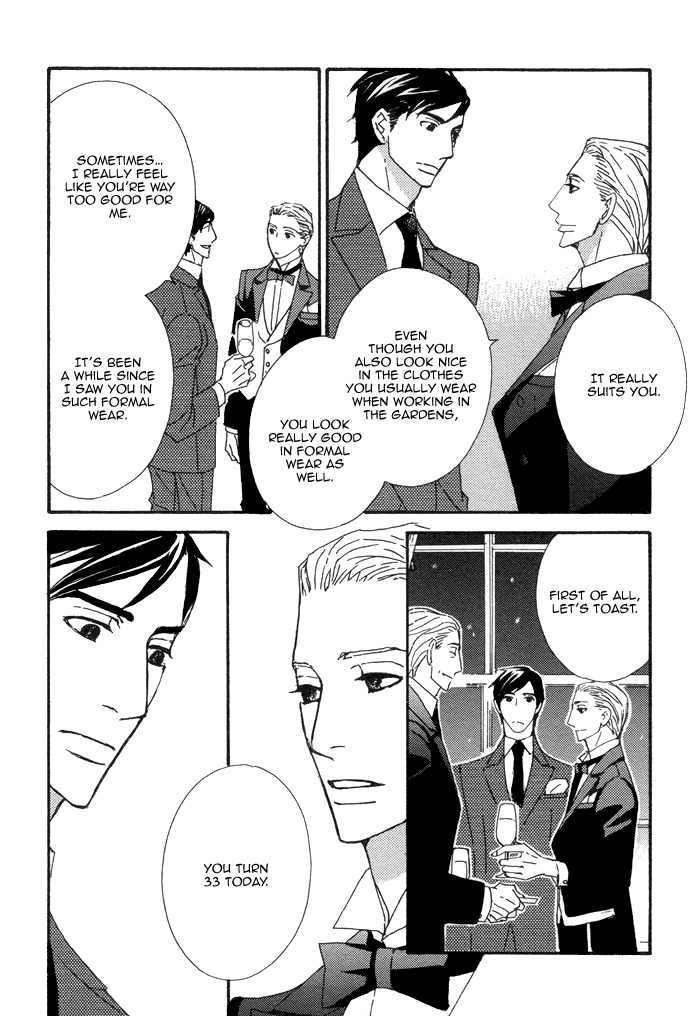 IT REALLY
SUITS YOU.
EVEN
THOUGH YOU
ALSO LOOK NICE
IN THE CLOTHES
YOU USUALLY WEAR
WHEN WORKING IN
THE GARDENS,
YOU LOOK
REALLY GOOD
IN FORMAL
WEAR AS
WELL.
SOMETIMES...
I REALLY FEEL
LIKE YOU'RE WAY
TOO GOOD FOR
ME.
IT'S BEEN
A WHILE SINCE
I SAW YOU IN
SUCH FORMAL
WEAR.
FIRST OF ALL,
LET'S TOAST.
YOU TURN
33 TODAY.